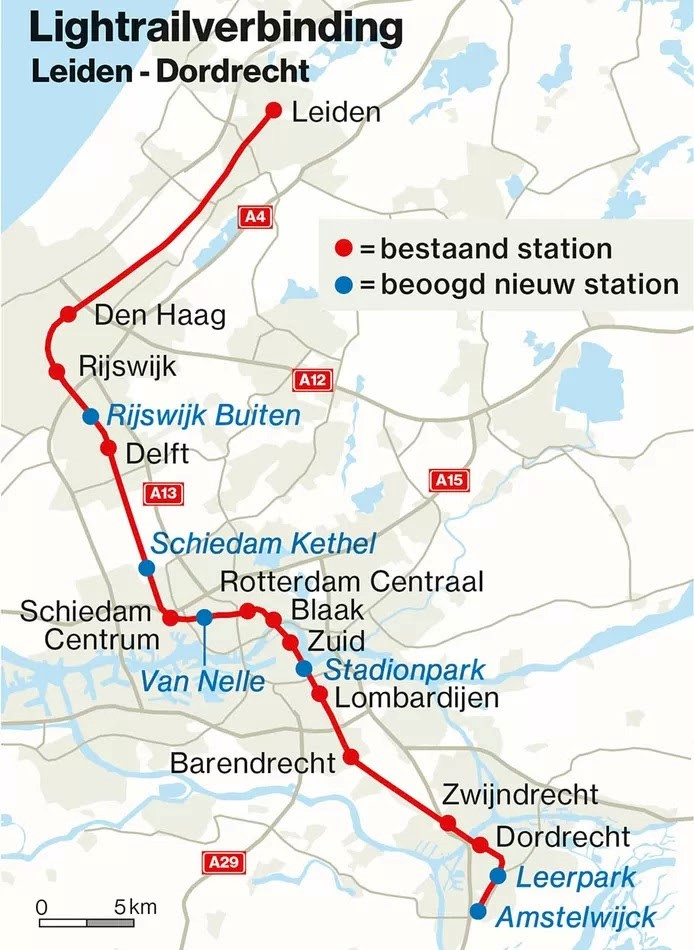 Lightrailverbinding
Leiden - Dordrecht
Leiden
A4
= bestaand station
= beoogd nieuw station
Den Haag
Rijswijk
A12
Rijswijk Buiten
Delft
A15
A13
Schiedam Kethel
Rotterdam Centraal
Schiedam
Centrum
Blaak
Zuid
Van Nelle
Stadionpark
Lombardijen
Barendrecht
Zwijndrecht
Dordrecht
A29
Leerpark
0 5 km
Amstelwijck